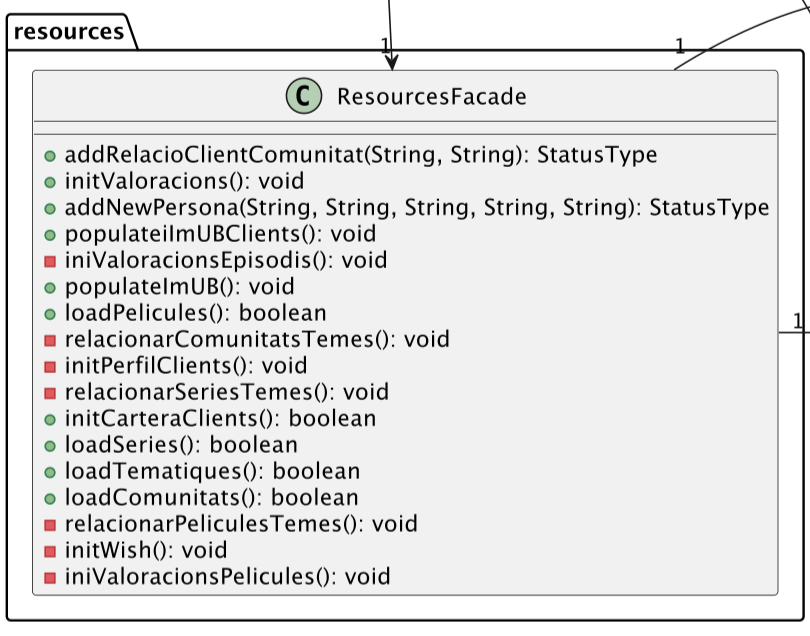 resources
1
1
C ResourcesFacade
addRelacioClientComunitat(String, String): StatusType
initValoracions(): void
addNewPersona(String, String, String, String, String): StatusType
populateiImUBClients(): void
iniValoracionsEpisodis(): void
populateImUB(): void
loadPelicules(): boolean
1
relacionarComunitatsTemes(): void
initPerfilClients(): void
relacionarSeriesTemes(): void
initCarteraClients(): boolean
loadSeries(): boolean
loadTematiques(): boolean
loadComunitats(): boolean
relacionarPeliculesTemes(): void
initWish(): void
iniValoracionsPelicules(): void